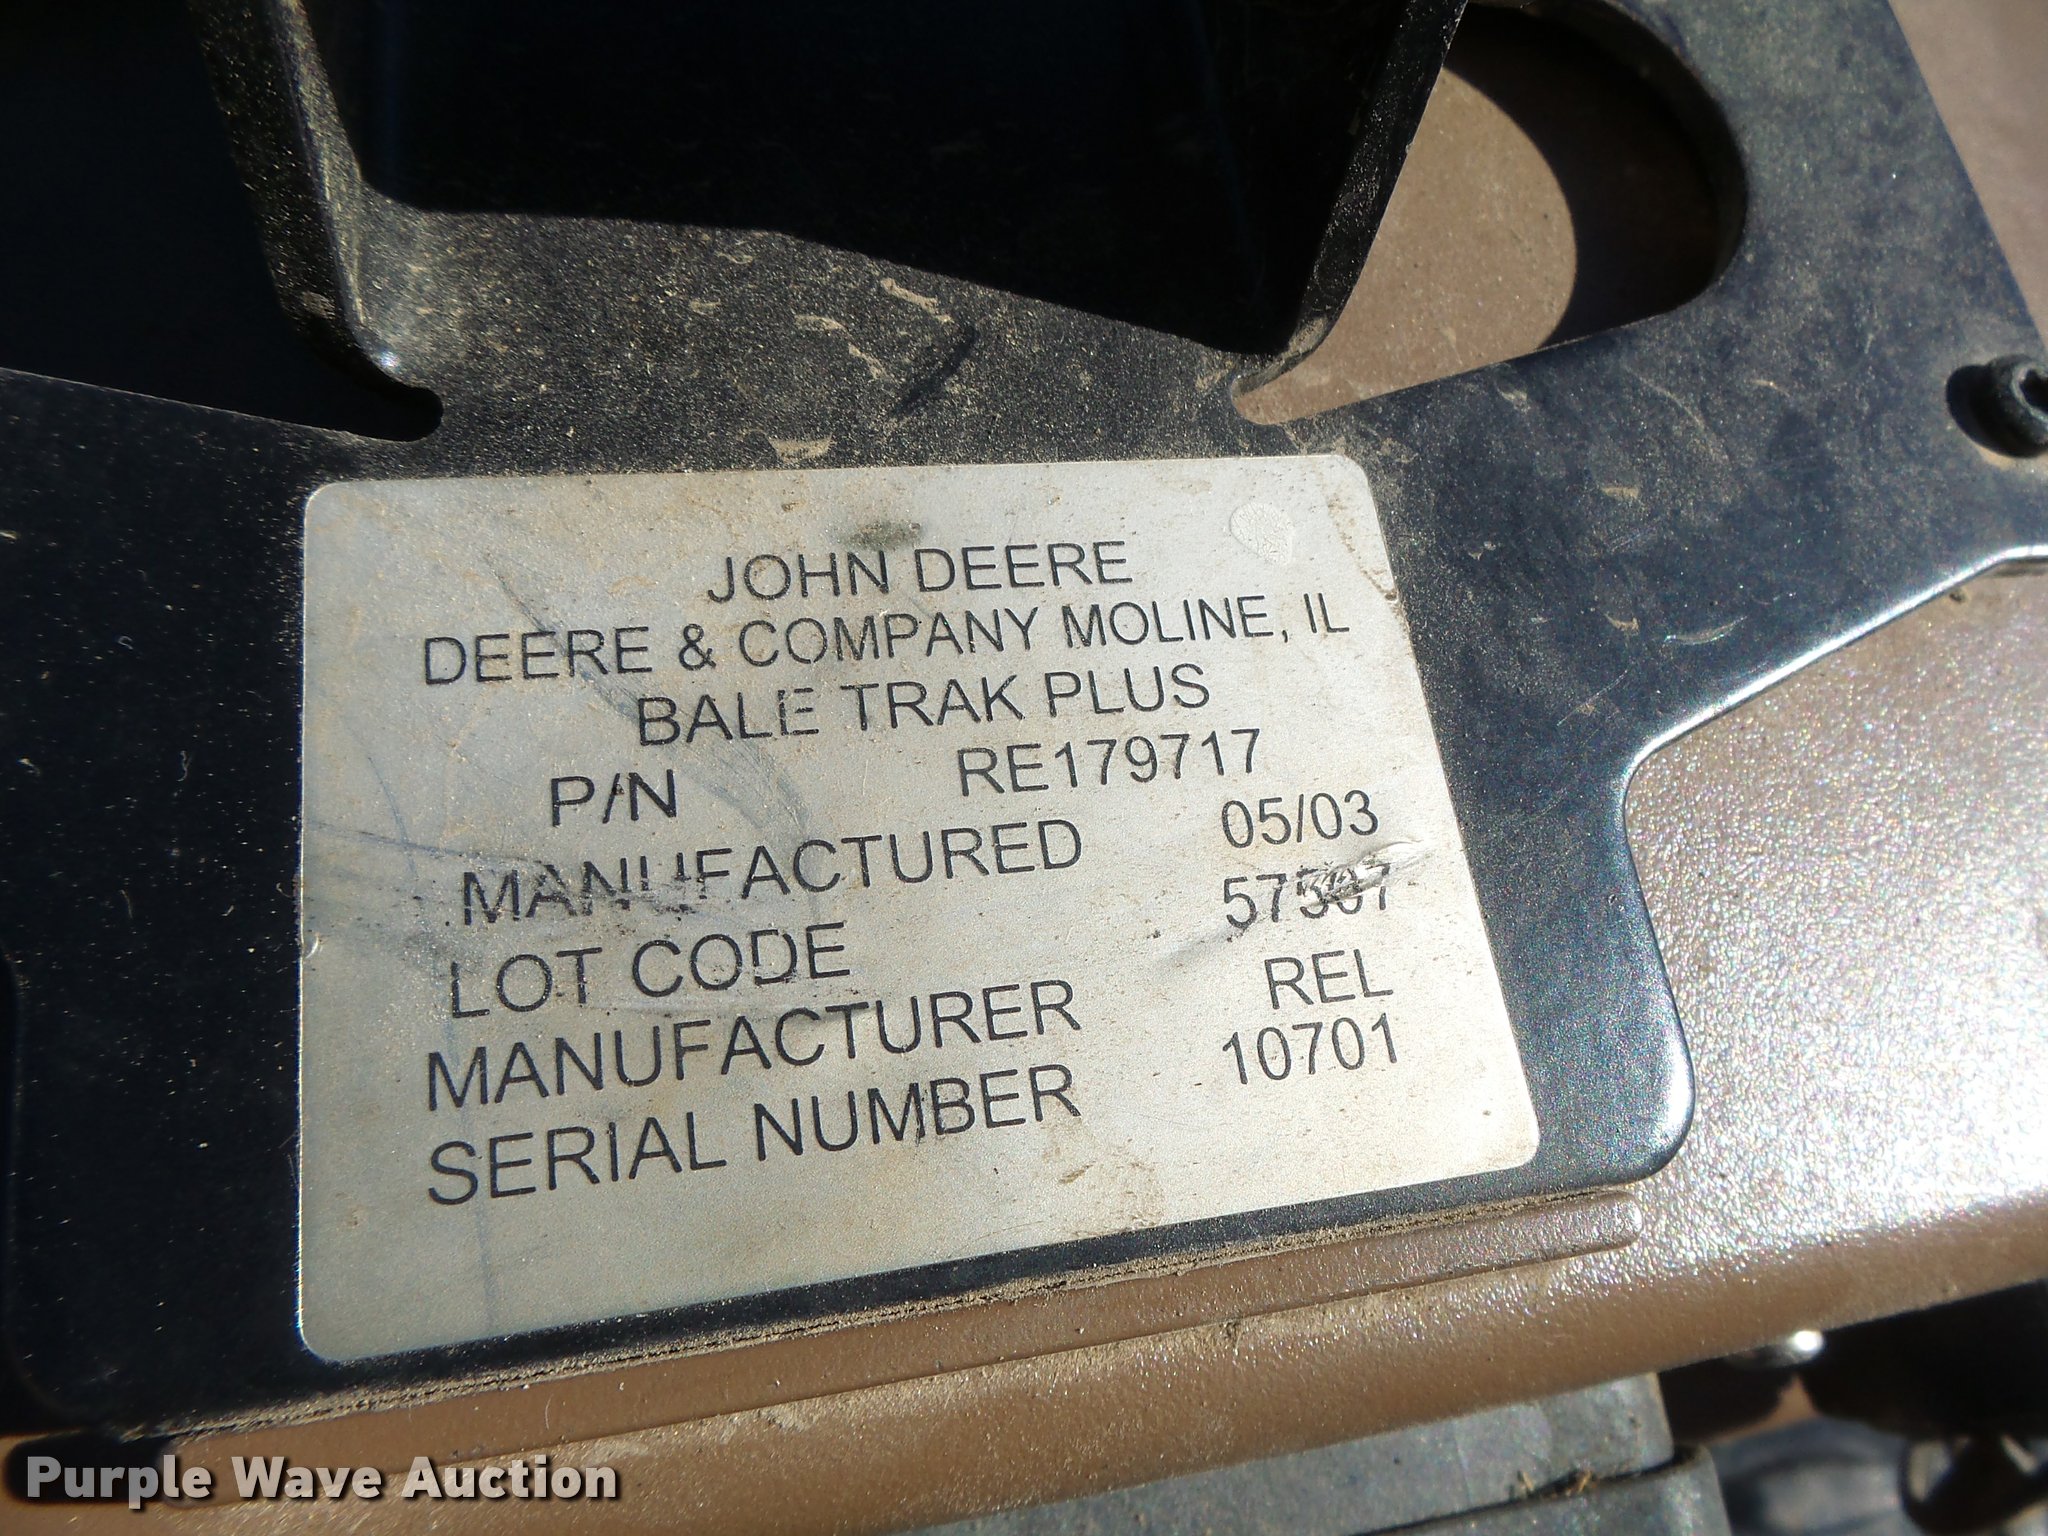 JOHN DEERE
DEERE & COMPANY MOLINE, IL
BALE TRAK PLUS
P/N RE179717
MANUFACTURED 05/03
LOT CODE
MANUFACTURER REL
SERIAL NUMBER 10701
Purple Wave Auction